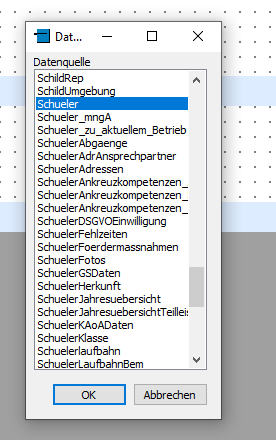 Dat...
Datenquelle
SchildRep
SchildUmgebung
Schueler
Schueler_mngA
Schueler_zu_aktuellem_Betrieb
SchuelerAbgaenge
SchuelerAdrAnsprechpartner
SchuelerAdressen
SchuelerAnkreuzkompetenzen_
SchuelerAnkreuzkompetenzen_
SchuelerAnkreuzkompetenzen_
SchuelerDSGVOEinwilligung
SchuelerFehlzeiten
SchuelerFoerdermassnahmen
SchuelerFotos
SchuelerGSDaten
SchuelerHerkunft
SchuelerJahresuebersicht
SchuelerJahresuebersichtTeilleis
SchuelerKAoADaten
SchuelerKlasse
Schuelerlaufbahn
SchuelerLaufbahnBem
OK
Abbrechen